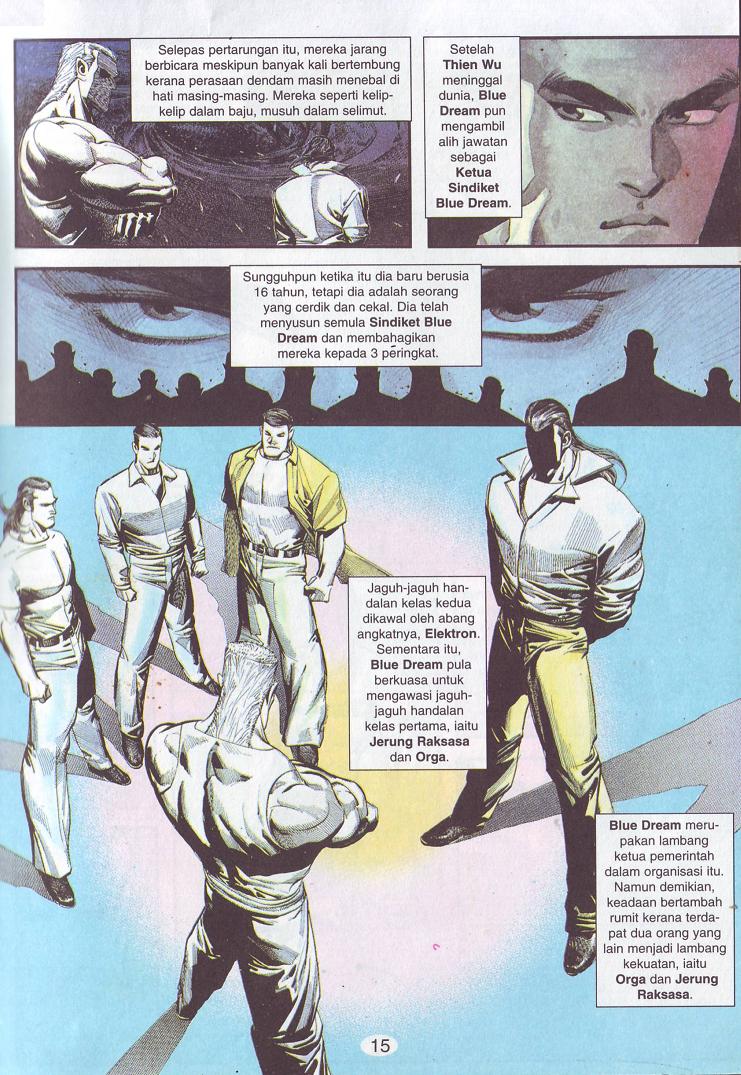 Selepas pertarungan itu, mereka jarang
berbicara meskipun banyak kali bertembung
kerana perasaan dendam masih menebal di
hati masing-masing. Mereka seperti kelip-
kelip dalam baju, musuh dalam selimut.
Setelah
Thien Wu
meninggal
dunia, Blue
Dream pun
mengambil
alih jawatan
sebagai
Ketua
Sindiket
Blue Dream.
Sungguhpun ketika itu dia baru berusia
16 tahun, tetapi dia adalah seorang
yang cerdik dan cekal. Dia telah
menyusun semula Sindiket Blue
Dream dan membahagikan
mereka kepada 3 peringkat.
Jaguh-jaguh han-
dalan kelas kedua
dikawal oleh abang
angkatnya, Elektron.
Sementara itu,
Blue Dream pula
berkuasa untuk
mengawasi jaguh-
jaguh handalan
kelas pertama, iaitu
Jerung Raksasa
dan Orga.
Blue Dream meru-
pakan lambang
ketua pemerintah
dalam organisasi itu.
Namun demikian,
keadaan bertambah
rumit kerana terda-
pat dua orang yang
lain menjadi lambang
kekuatan, iaitu
Orga dan Jerung
Raksasa.
15